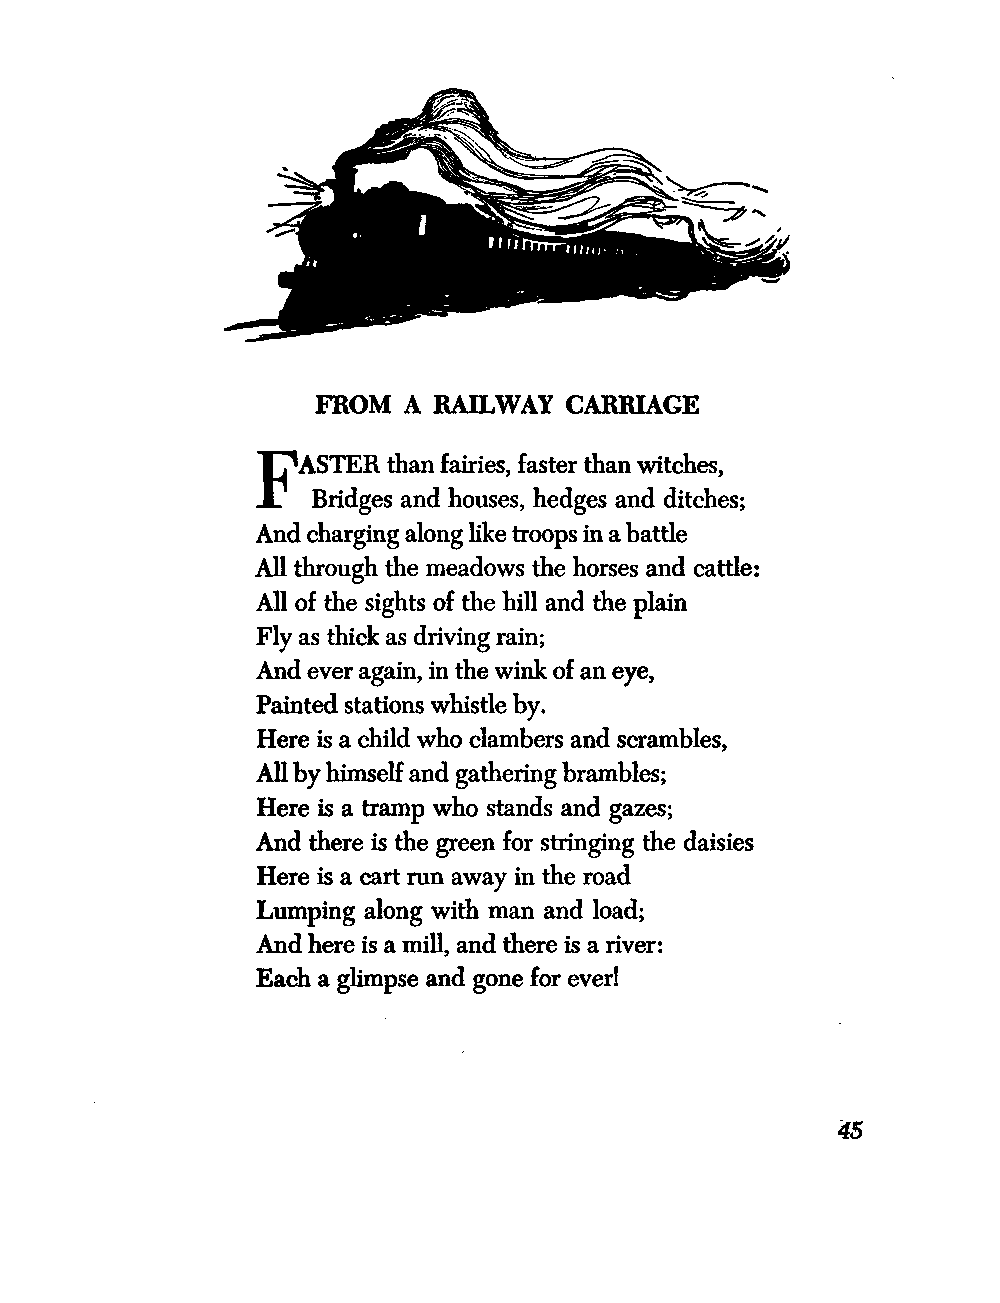 FROM A RAILWAY CARRIAGE
FASTER than fairies, faster than witches,
Bridges and houses, hedges and ditches;
And charging along like troops in a battle
All through the meadows the horses and cattle:
All of the sights of the hill and the plain
Fly as thick as driving rain;
And ever again, in the wink of an eye,
Painted stations whistle by.
Here is a child who clambers and scrambles,
All by himself and gathering brambles;
Here is a tramp who stands and gazes;
And there is the green for stringing the daisies
Here is a cart run away in the road
Lumping along with man and load;
And here is a mill, and there is a river:
Each a glimpse and gone for ever!
45